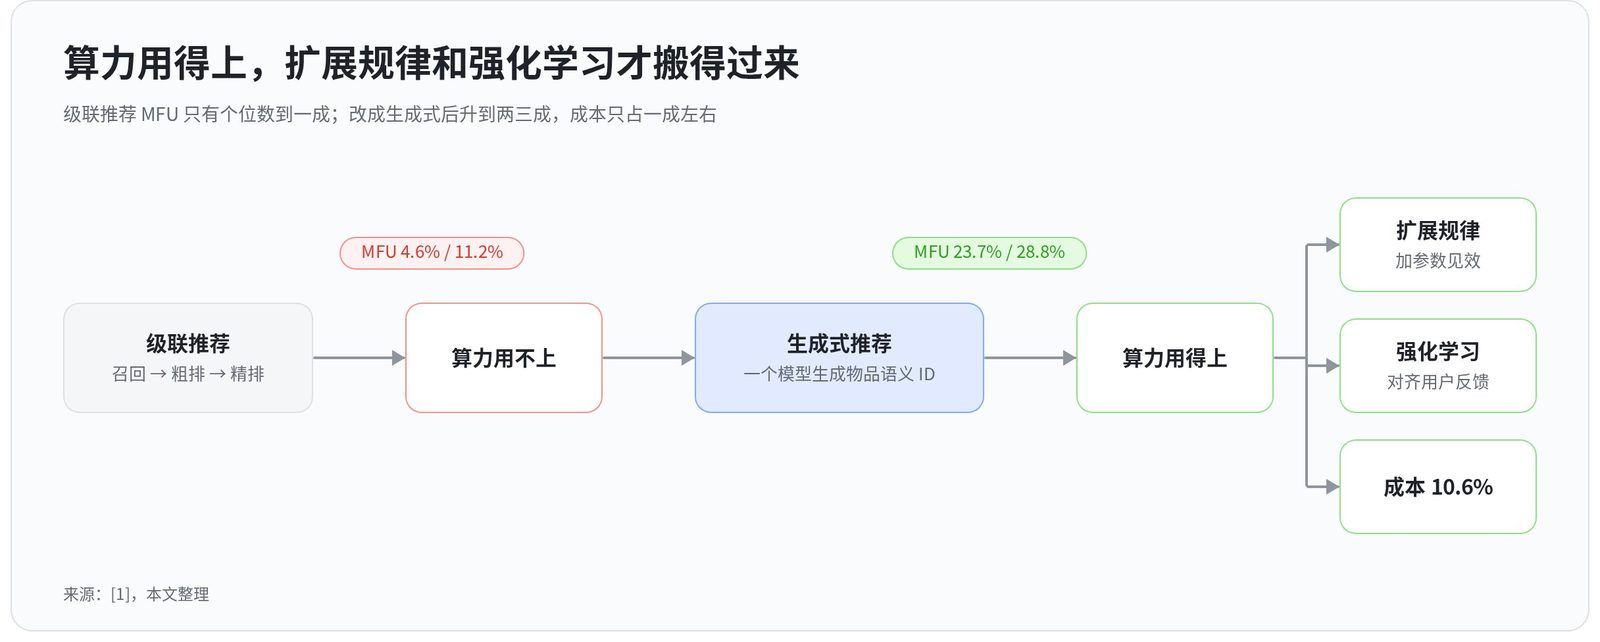 算力用得上，扩展规律和强化学习才搬得过来
级联推荐 MFU 只有个位数到一成；改成生成式后升到两三成，成本只占一成左右
MFU 4.6% / 11.2%
MFU 23.7% / 28.8%
级联推荐
召回 → 粗排 → 精排
算力用不上
生成式推荐
一个模型生成物品语义 ID
算力用得上
扩展规律
加参数见效
强化学习
对齐用户反馈
成本 10.6%
来源：[1]，本文整理